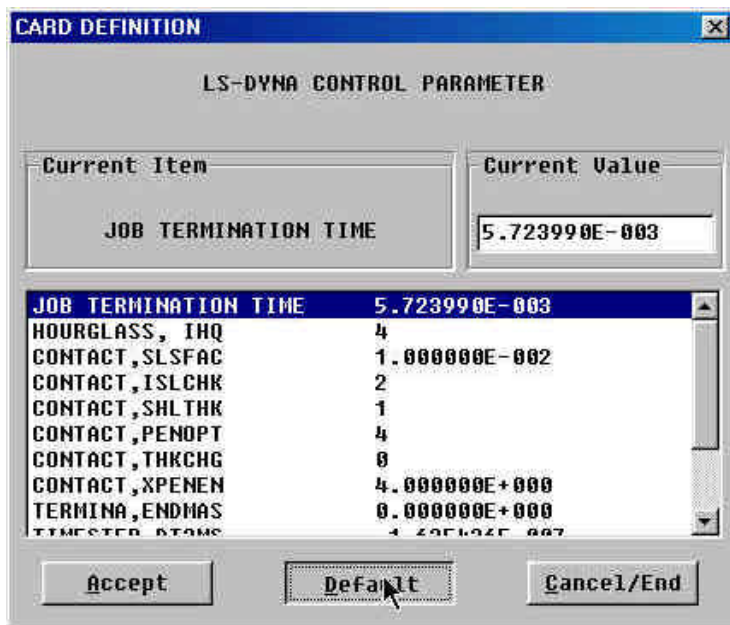 CARD DEFINITION
LS-DYNA CONTROL PARAMETER
Current Item
Current Value
JOB TERMINATION TIME
5.723990E-003
JOB TERMINATION TIME 5.723990E-003
HOURGLASS, IHQ 4
CONTACT,SLSFAC 1.000000E-002
CONTACT,ISLCHK 2
CONTACT,SHLTHK 1
CONTACT,PENOPT 4
CONTACT,THKCHG 0
CONTACT,XPENEN 4.000000E+000
TERMINA,ENDMAS 0.000000E+000
Accept
Default
Cancel/End